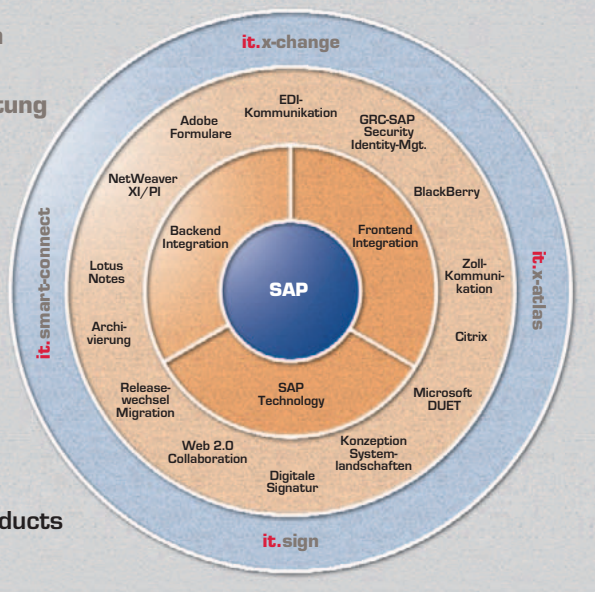 it.x-change
EDI-
Kommunikation
Adobe
Formulare
GRC-SAP
Security
Identity-Mgt.
NetWeaver
XI/PI
BlackBerry
Backend
Integration
Frontend
Integration
Lotus
Notes
Zoll-
Kommuni-
kation
SAP
it.smart-connect
it.x-atlas
Archi-
vierung
Citrix
Release-
wechsel
Migration
SAP
Technology
Microsoft
DUET
Web 2.0
Collaboration
Konzeption
System-
landschaften
Digitale
Signatur
it.sign